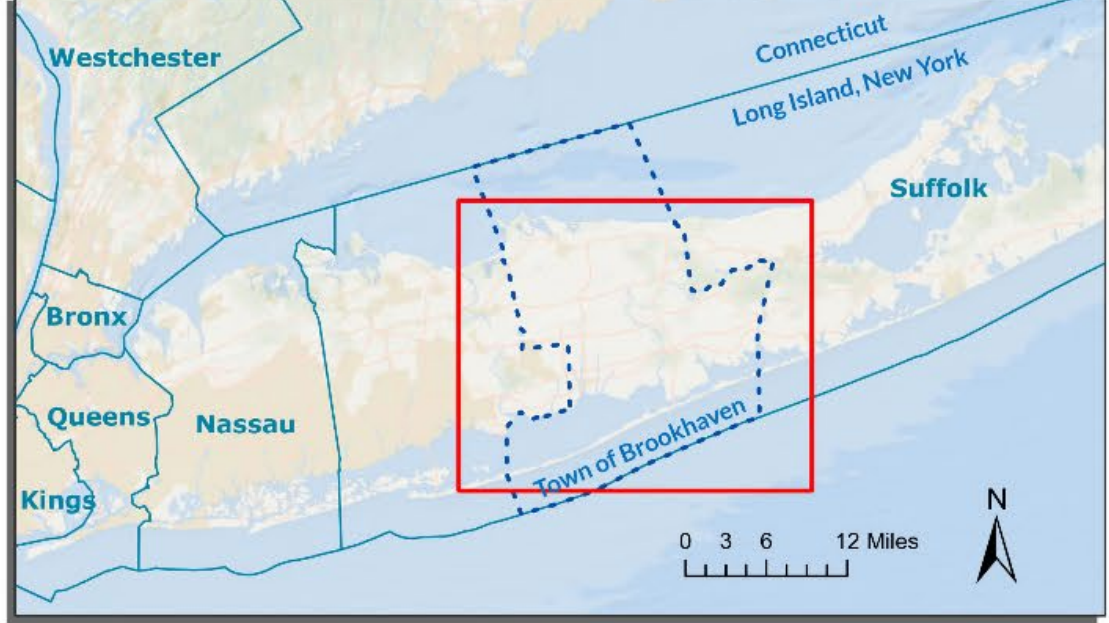 Westchester
Connecticut
Long Island, New York
Suffolk
Bronx
Queens
Nassau
Town of Brookhaven
Kings
N
0 3 6 12 Miles